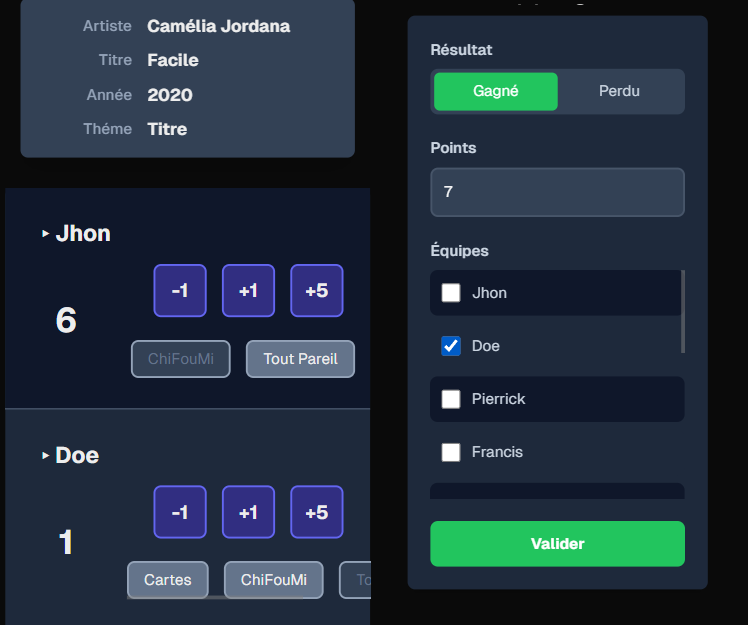 Artiste Camélia Jordana
Titre Facile
Année 2020
Théme Titre
Jhon
-1 +1 +5
6
ChiFouMi Tout Pareil
Doe
-1 +1 +5
1
Cartes ChiFouMi To
Résultat
Gagné Perdu
Points
7
Équipes
Jhon
Doe
Pierrick
Francis
Valider